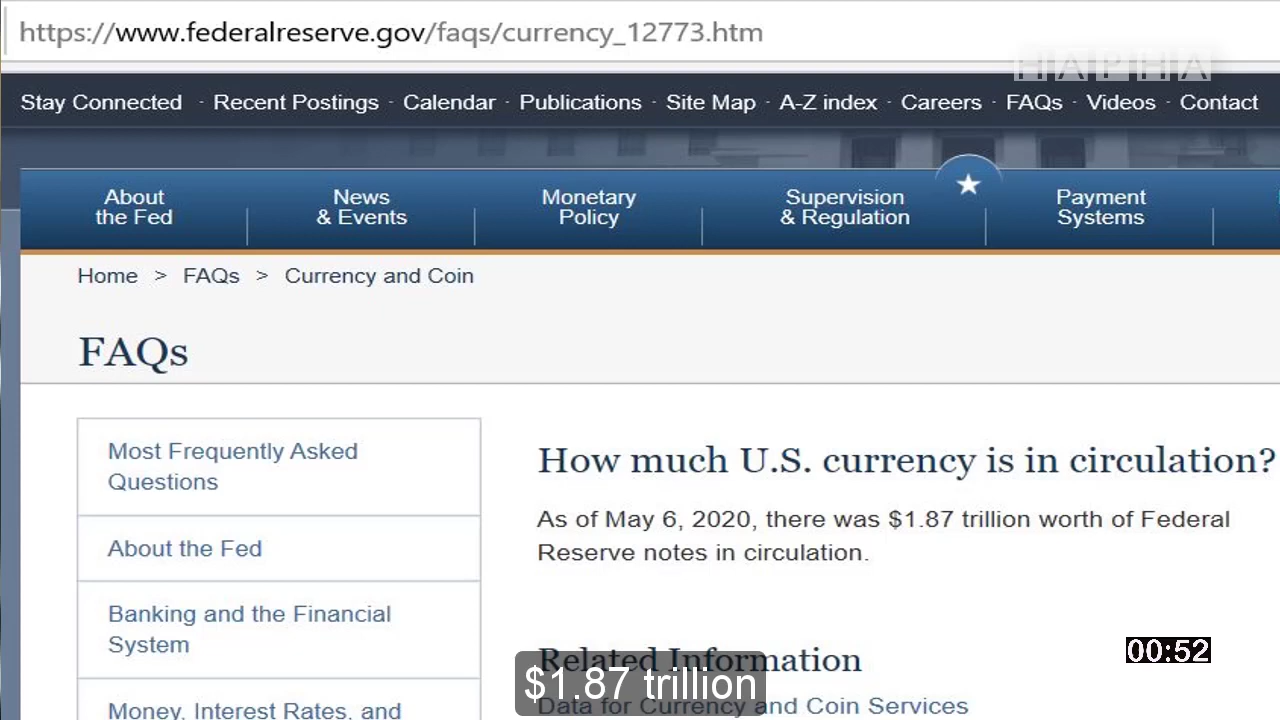 https://www.federalreserve.gov/faqs/currency_12773.htm
HAPHA
Stay Connected · Recent Postings · Calendar · Publications · Site Map · A-Z index · Careers · FAQs · Videos · Contact
About
the Fed
News
& Events
Monetary
Policy
Supervision
& Regulation
Payment
Systems
Home > FAQs > Currency and Coin
FAQs
Most Frequently Asked
Questions
About the Fed
Banking and the Financial
System
Money, Interest Rates, and
How much U.S. currency is in circulation?
As of May 6, 2020, there was $1.87 trillion worth of Federal
Reserve notes in circulation.
Related Information
Data for Currency and Coin Services
00:52
$1.87 trillion